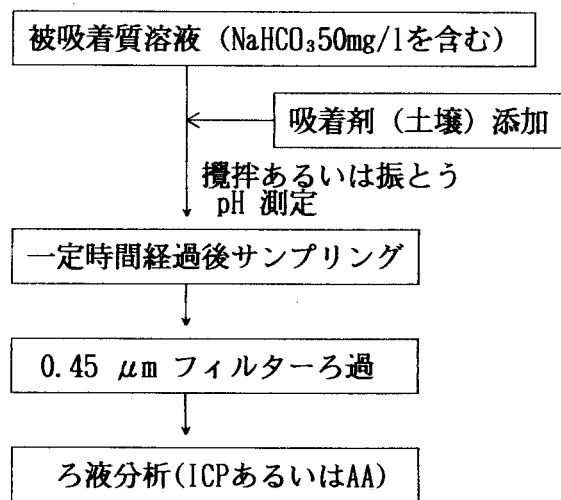 被吸着質溶液 (NaHCO₃50mg/lを含む)
吸着剤 (土壌) 添加
攪拌あるいは振とう
pH 測定
一定時間経過後サンプリング
0.45 μm フィルターろ過
ろ液分析(ICPあるいはAA)